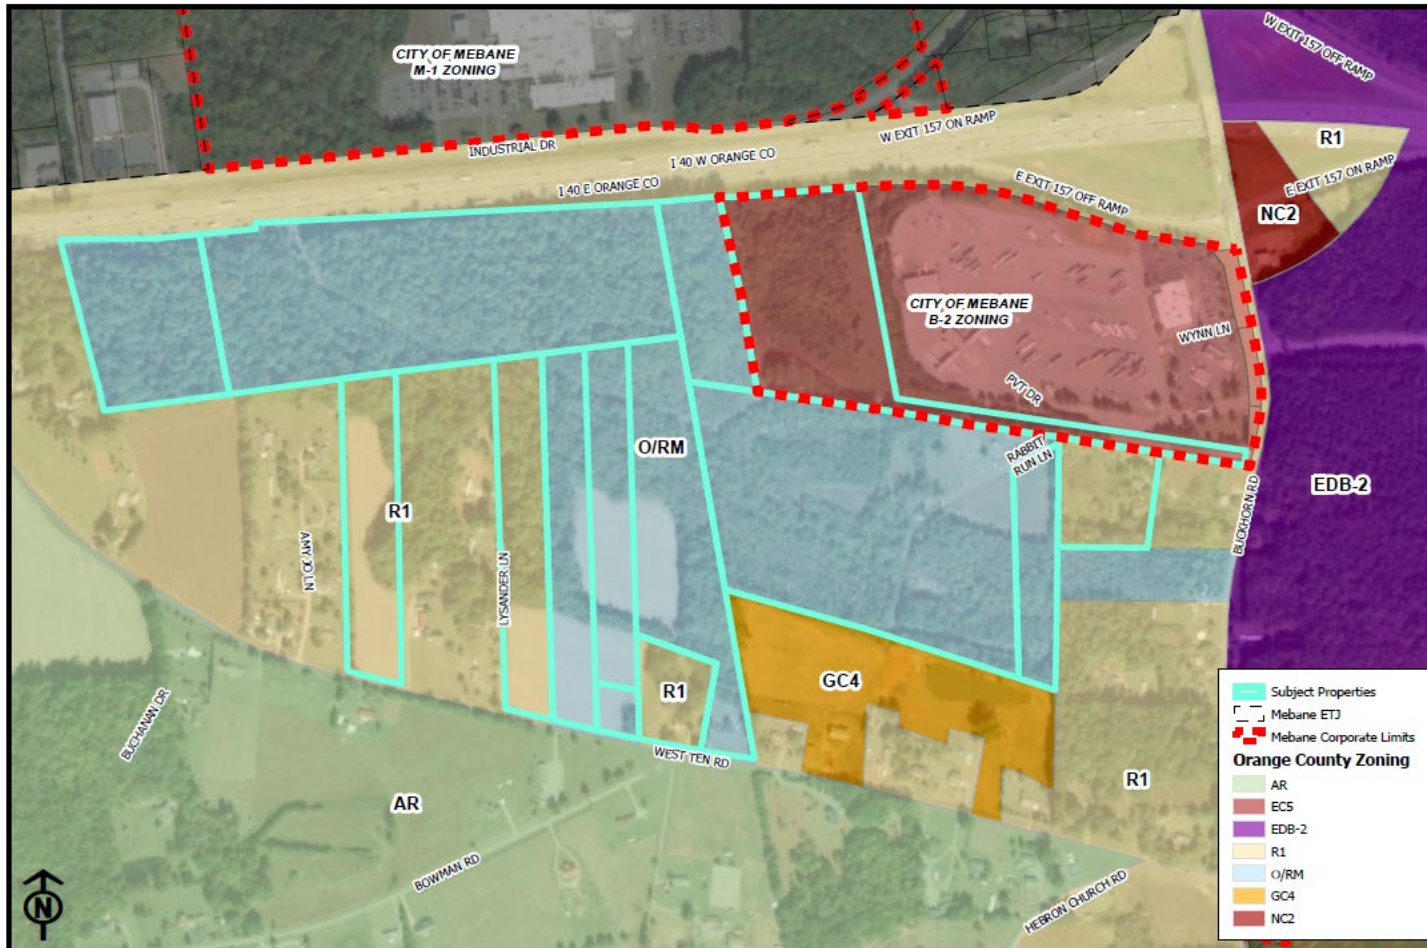 CITY OF MEBANE
M-1 ZONING
W EXIT 157 OFF RAMP
INDUSTRIAL DR
W EXIT 157 ON RAMP
I 40 W ORANGE CO
I 40 E ORANGE CO
E EXIT 157 OFF RAMP
R1
E EXIT 157 ON RAMP
NC2
CITY OF MEBANE
B-2 ZONING
WYNN LN
PVT DR
O/RM
RABBIT
RUN LN
EDB-2
BUCKHORN RD
R1
AMY JO LN
LYSANDER LN
R1
GC4
BUCHANAN DR
WEST TEN RD
R1
AR
BOWMAN RD
HEBRON CHURCH RD
N
Subject Properties
Mebane ETJ
Mebane Corporate Limits
Orange County Zoning
AR
EC5
EDB-2
R1
O/RM
GC4
NC2